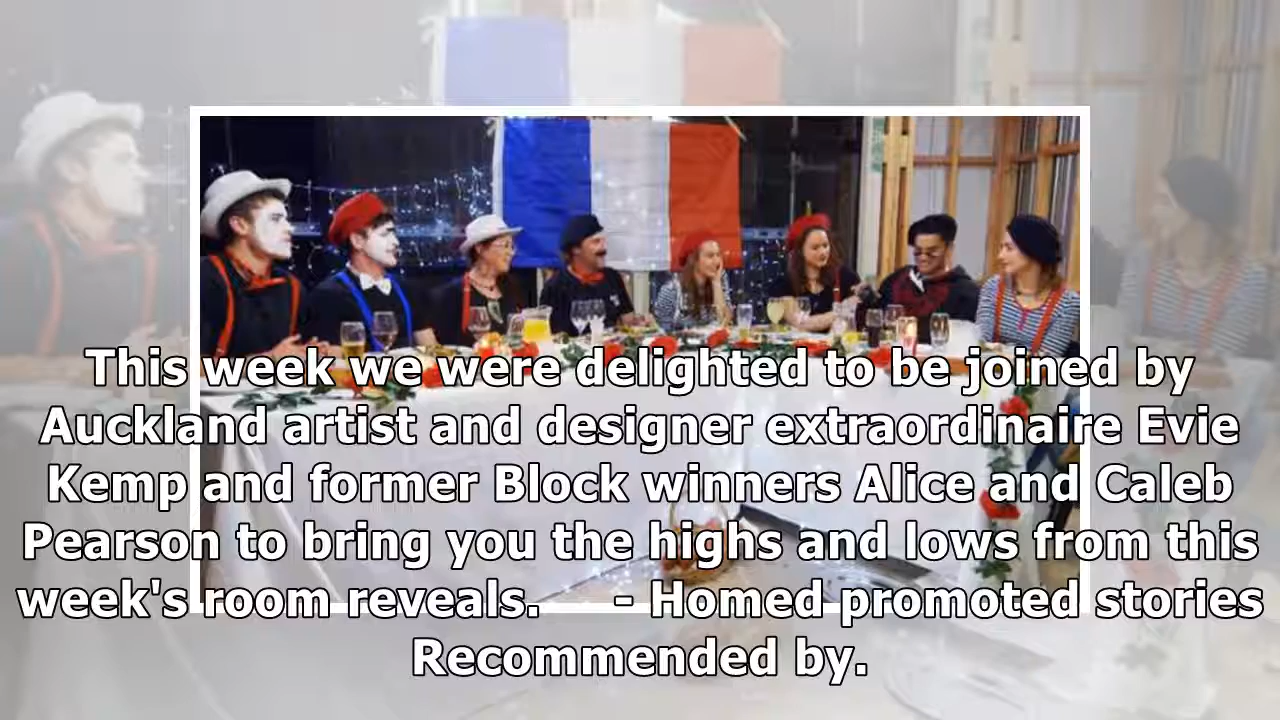 This week we were delighted to be joined by
Auckland artist and designer extraordinaire Evie
Kemp and former Block winners Alice and Caleb
Pearson to bring you the highs and lows from this
week's room reveals. - Homed promoted stories
Recommended by.